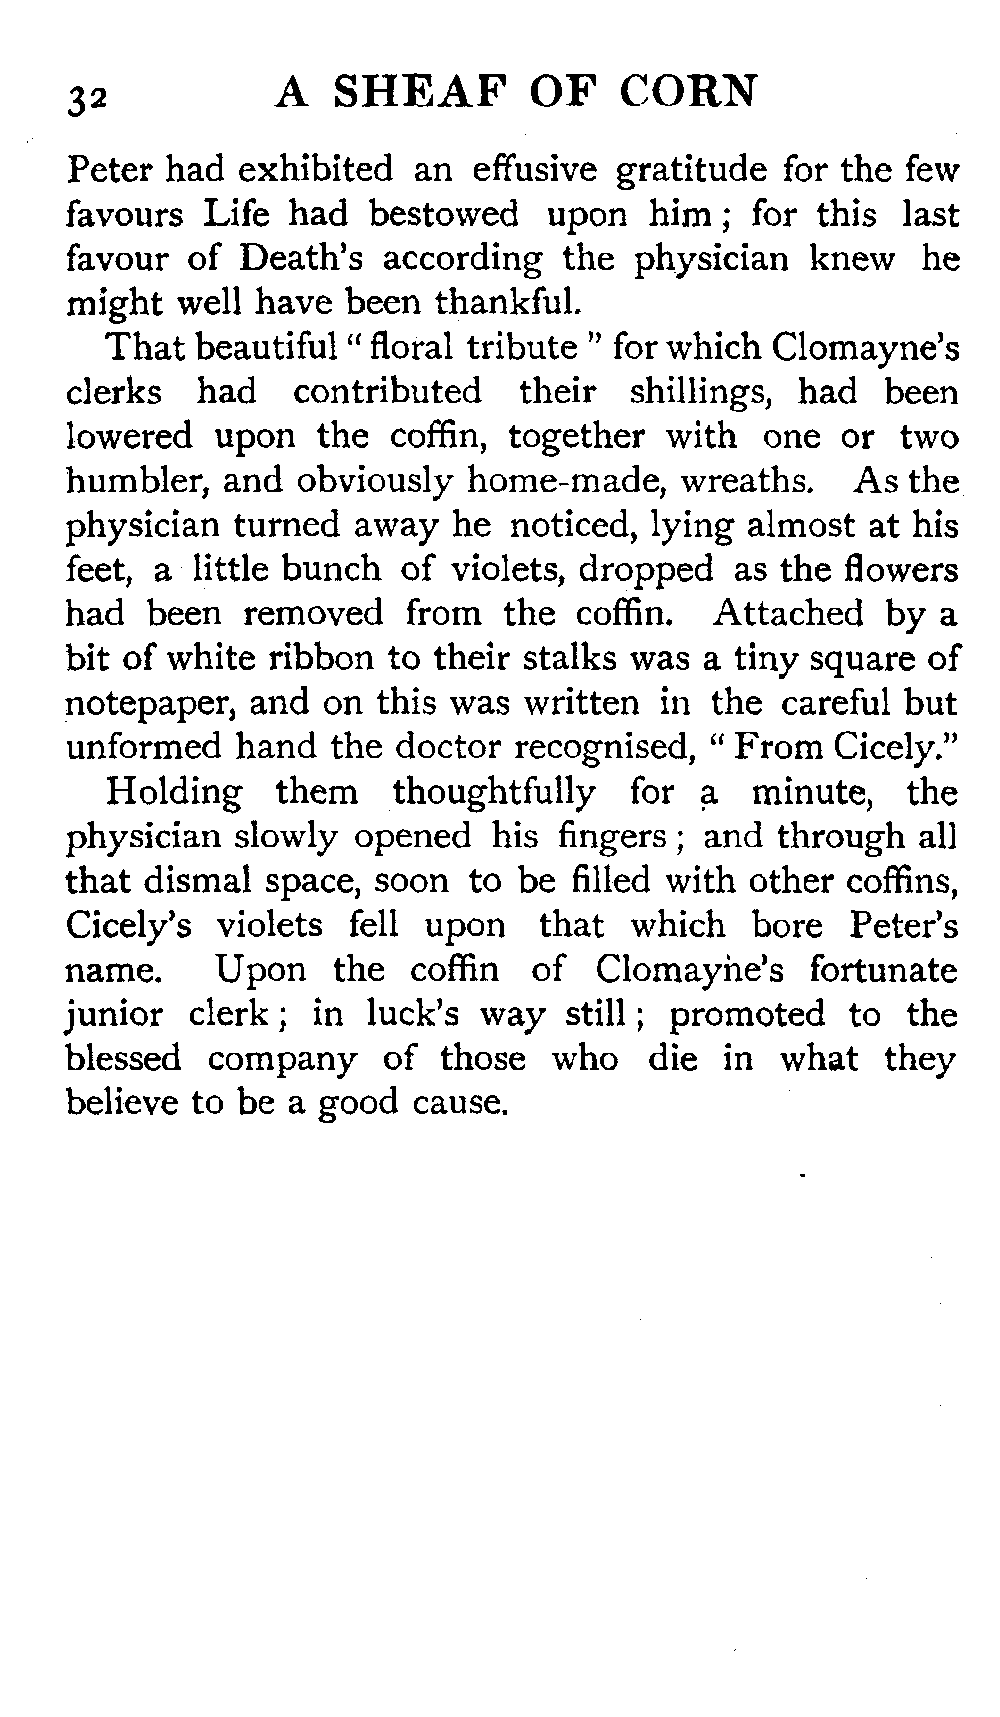 32 A SHEAF OF CORN
Peter had exhibited an effusive gratitude for the few
favours Life had bestowed upon him ; for this last
favour of Death's according the physician knew he
might well have been thankful.
That beautiful " floral tribute " for which Clomayne's
clerks had contributed their shillings, had been
lowered upon the coffin, together with one or two
humbler, and obviously home-made, wreaths. As the
physician turned away he noticed, lying almost at his
feet, a little bunch of violets, dropped as the flowers
had been removed from the coffin. Attached by a
bit of white ribbon to their stalks was a tiny square of
notepaper, and on this was written in the careful but
unformed hand the doctor recognised, " From Cicely."
Holding them thoughtfully for a minute, the
physician slowly opened his fingers ; and through all
that dismal space, soon to be filled with other coffins,
Cicely's violets fell upon that which bore Peter's
name. Upon the coffin of Clomayne's fortunate
junior clerk ; in luck's way still ; promoted to the
blessed company of those who die in what they
believe to be a good cause.